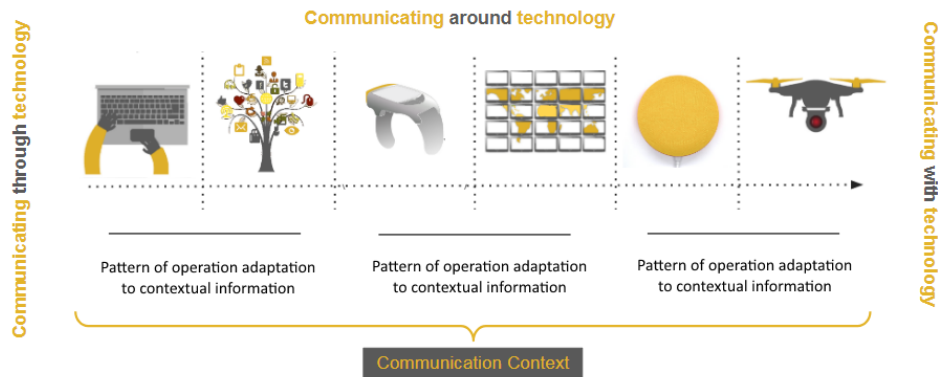 Communicating around technology
Communicating through technology
Communicating with technology
Pattern of operation adaptation
to contextual information
Pattern of operation adaptation
to contextual information
Pattern of operation adaptation
to contextual information
Communication Context